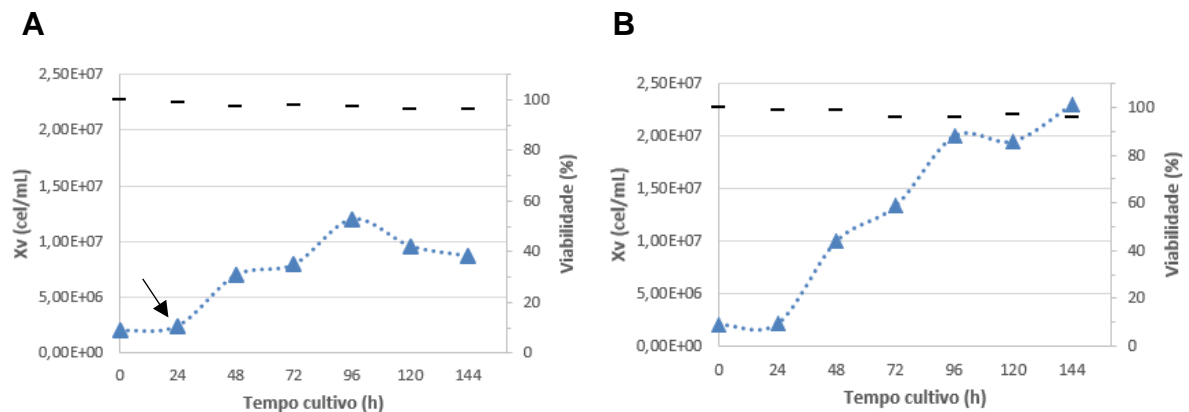 A
2,50E+07
2,00E+07
1,50E+07
1,00E+07
5,00E+06
0,00E+00
Xv (cel/mL)
100
80
60
40
20
0
Viabilidade (%)
0 24 48 72 96 120 144
Tempo cultivo (h)
B
2,50E+07
2,00E+07
1,50E+07
1,00E+07
5,00E+06
0,00E+00
Xv (cel/mL)
100
80
60
40
20
0
Viabilidade (%)
0 24 48 72 96 120 144
Tempo cultivo (h)